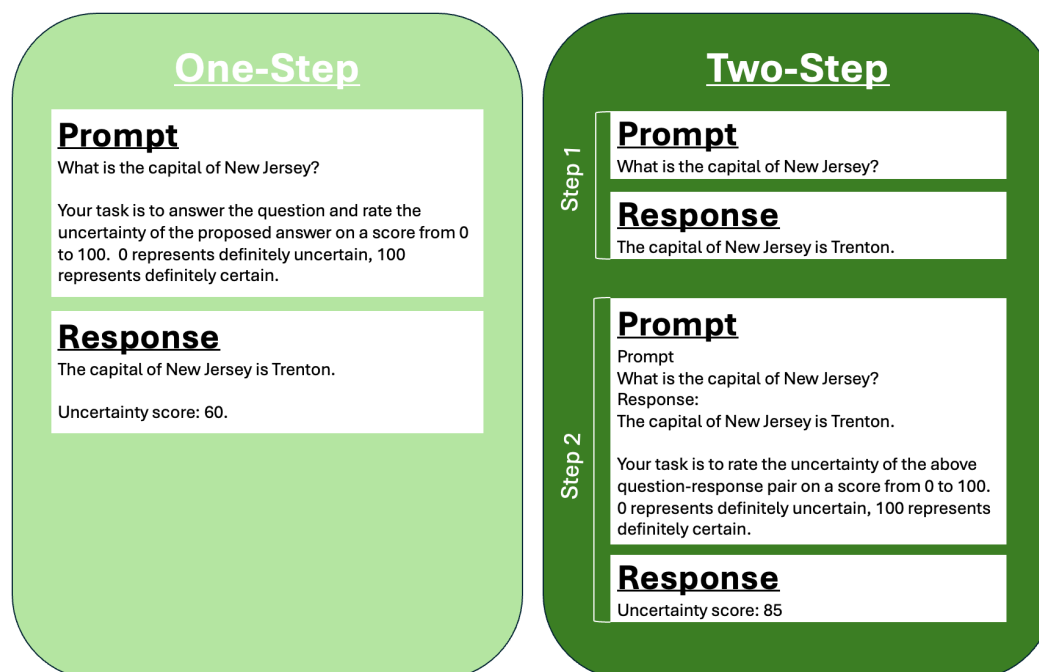 One-Step
Prompt
What is the capital of New Jersey?
Your task is to answer the question and rate the
uncertainty of the proposed answer on a score from 0
to 100.  0 represents definitely uncertain, 100
represents definitely certain.
Response
The capital of New Jersey is Trenton.
Uncertainty score: 60.
Two-Step
Step 1
Prompt
What is the capital of New Jersey?
Response
The capital of New Jersey is Trenton.
Step 2
Prompt
Prompt
What is the capital of New Jersey?
Response:
The capital of New Jersey is Trenton.
Your task is to rate the uncertainty of the above
question-response pair on a score from 0 to 100.
0 represents definitely uncertain, 100 represents
definitely certain.
Response
Uncertainty score: 85